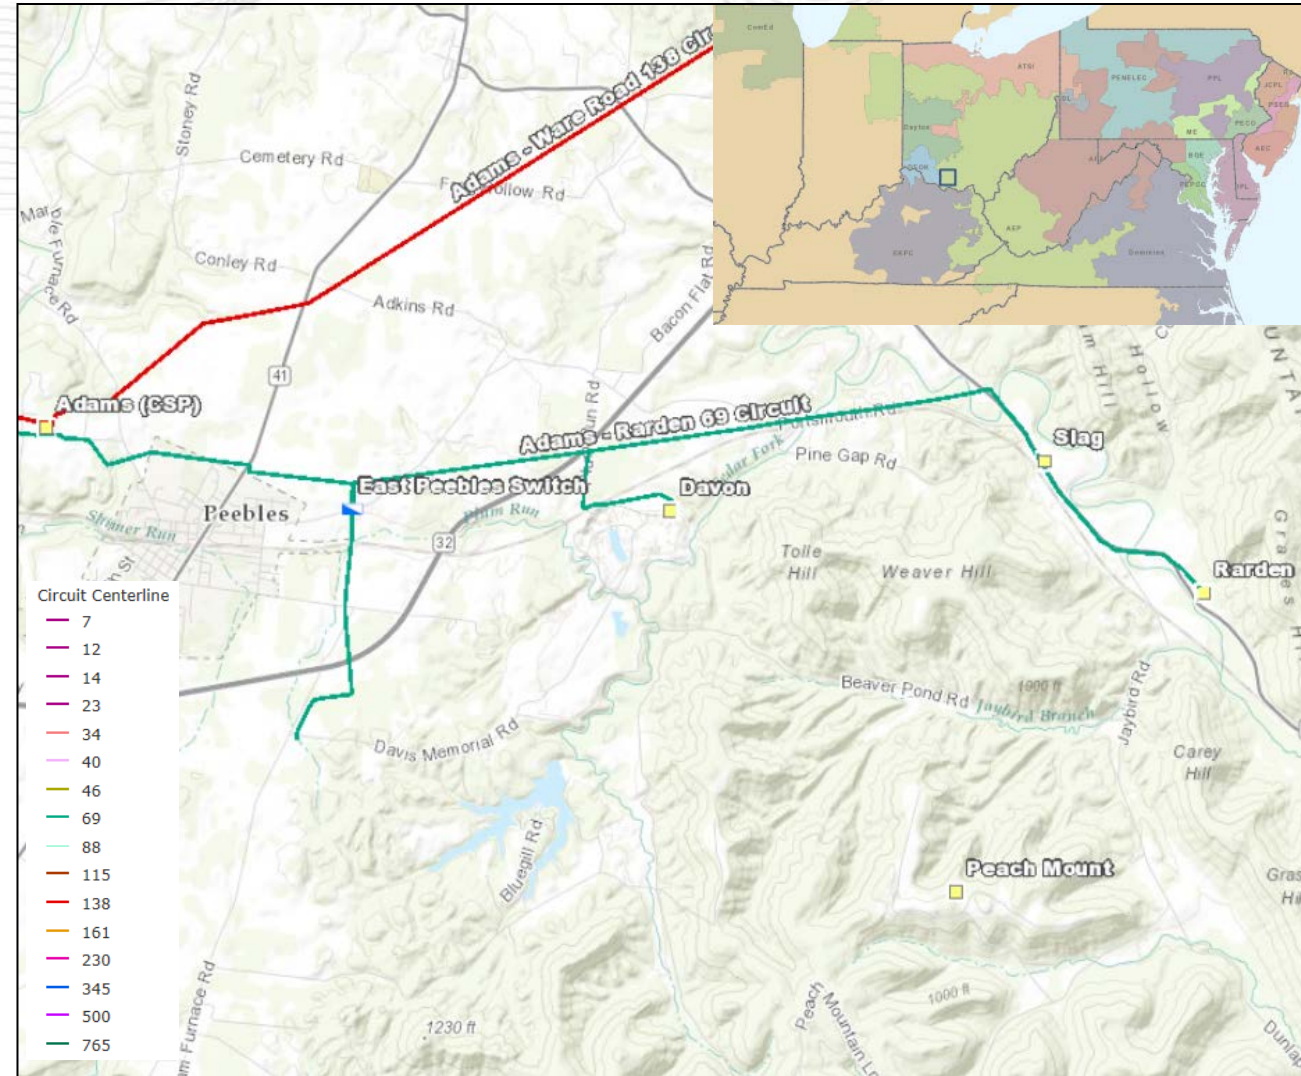 Stoney Rd
Cemetery Rd
Adams - Ware Road 138 Cir
Conley Rd
Adkins Rd
Bacon Flat Rd
41
Adams (CSP)
Adams - Rarden 69 Circuit
Portsmouth Rd
Pine Gap Rd
Slag
East Peebles Switch
Davon
Peebles
Plum Run
32
Tolle
Hill
Weaver Hill
Rarden
Beaver Pond Rd
1000 ft
Jaybird Branch
Jaybird Rd
Davis Memorial Rd
Carey
Hill
Bluegill Rd
Peach Mount
1000 ft
1230 ft
Peach
Mountain Ln
Hollow
ComEd
ATSI
PENELEC
PPL
JCPL
PSEG
Dayton
ME
PECO
AEC
BGE
DPL
AEP
EKPC
Dominion
Circuit Centerline
7
12
14
23
34
40
46
69
88
115
138
161
230
345
500
765